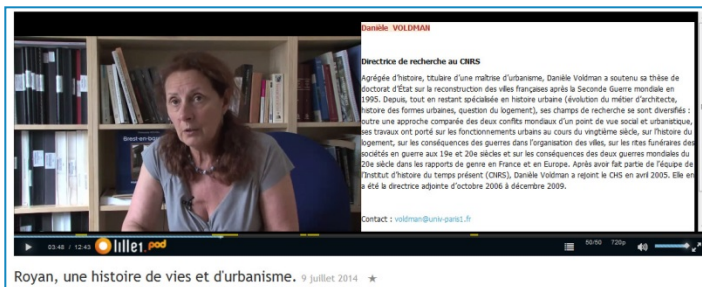 Danièle VOLDMAN
Directrice de recherche au CNRS
Agrégée d'histoire, titulaire d'une maîtrise d'urbanisme, Danièle Voldman a soutenu sa thèse de
doctorat d'État sur la reconstruction des villes françaises après la Seconde Guerre mondiale en
1995. Depuis, tout en restant spécialisée en histoire urbaine (évolution du métier d'architecte,
histoire des formes urbaines, question du logement), ses champs de recherche se sont diversifiés :
outre une approche comparée des deux conflits mondiaux d'un point de vue social et urbanistique,
ses travaux ont porté sur les fonctionnements urbains au cours du vingtième siècle, sur l'histoire du
logement, sur les conséquences des guerres dans l'organisation des villes, sur les rites funéraires des
sociétés en guerre aux 19e et 20e siècles et sur les conséquences des deux guerres mondiales du
20e siècle dans les rapports de genre en France et en Europe. Après avoir fait partie de l'équipe de
l'Institut d'histoire du temps présent (CNRS), Danièle Voldman a rejoint le CHS en avril 2005. Elle en
a été la directrice adjointe d'octobre 2006 à décembre 2009.
Contact : voldman@univ-paris1.fr
03:48 / 12:43 lille1.pod 50/50 720p
Royan, une histoire de vies et d'urbanisme. 9 juillet 2014